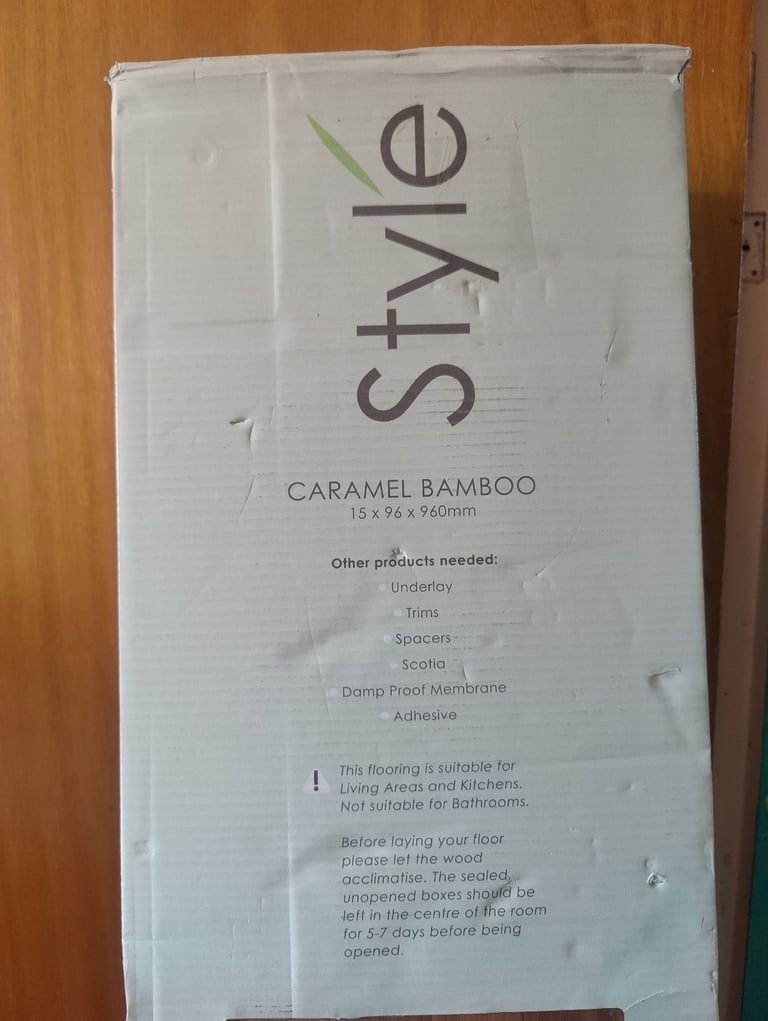 Style
CARAMEL BAMBOO
15 x 96 x 960mm
Other products needed:
Underlay
Trims
Spacers
Scotia
Damp Proof Membrane
Adhesive
This flooring is suitable for
Living Areas and Kitchens.
Not suitable for Bathrooms.
Before laying your floor
please let the wood
acclimatise. The sealed,
unopened boxes should be
left in the centre of the room
for 5-7 days before being
opened.